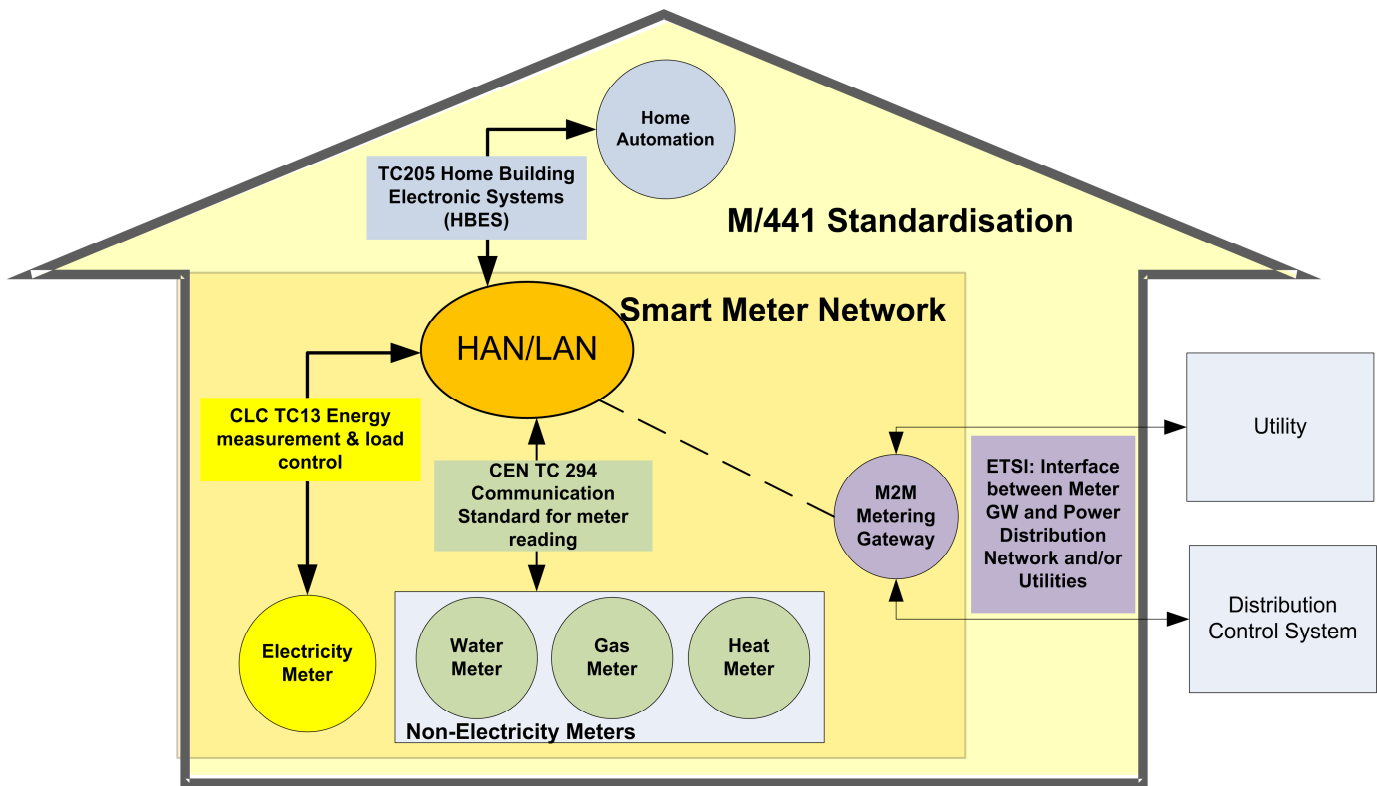 Home
Automation
TC205 Home Building
Electronic Systems
(HBES)
M/441 Standardisation
Smart Meter Network
HAN/LAN
CLC TC13 Energy
measurement & load
control
CEN TC 294
Communication
Standard for meter
reading
M2M
Metering
Gateway
ETSI: Interface
between Meter
GW and Power
Distribution
Network and/or
Utilities
Utility
Distribution
Control System
Electricity
Meter
Water
Meter
Gas
Meter
Heat
Meter
Non-Electricity Meters